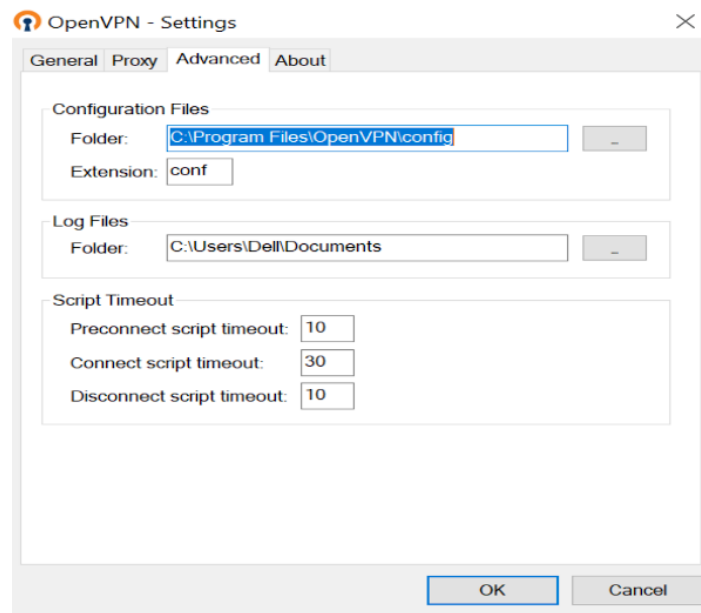 OpenVPN - Settings
General Proxy Advanced About
Configuration Files
Folder: C:\Program Files\OpenVPN\config ...
Extension: conf
Log Files
Folder: C:\Users\Dell\Documents ...
Script Timeout
Preconnect script timeout: 10
Connect script timeout: 30
Disconnect script timeout: 10
OK Cancel